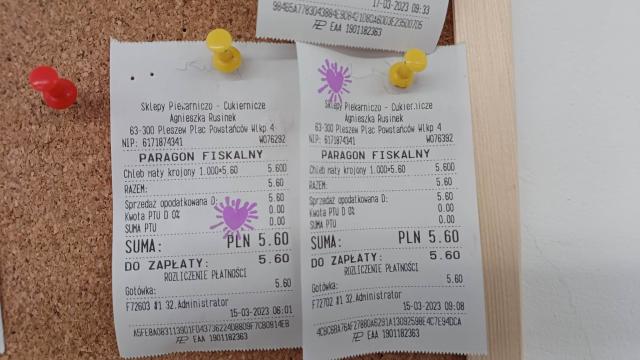 17-03-2023 09:33
EAA 1901182363
Sklepy Piekarniczo - Cukiernicze
Agnieszka Rusinek
63-300 Pleszew Plac Powstańców Wlkp 4
NIP: 6171874341 W076292
PARAGON FISKALNY
Chleb mały krojony 1.000*5.60 5.60D
RAZEM: 5.60
Sprzedaż opodatkowana D: 5.60
Kwota PTU D 0% 0.00
SUMA PTU 0.00
SUMA: PLN 5.60
DO ZAPŁATY: 5.60
ROZLICZENIE PŁATNOŚCI
Gotówka: 5.60
F72603 #1 32.Administrator
15-03-2023 06:01
EAA 1901182363
Sklepy Piekarniczo - Cukiernicze
Agnieszka Rusinek
63-300 Pleszew Plac Powstańców Wlkp 4
NIP: 6171874341 W076392
PARAGON FISKALNY
Chleb mały krojony 1.000*5.60 5.60D
RAZEM: 5.60
Sprzedaż opodatkowana D: 5.60
Kwota PTU D 0% 0.00
SUMA PTU 0.00
SUMA: PLN 5.60
DO ZAPŁATY: 5.60
ROZLICZENIE PŁATNOŚCI
Gotówka: 5.60
F72702 #1 32.Administrator
15-03-2023 09:08
EAA 1901182363